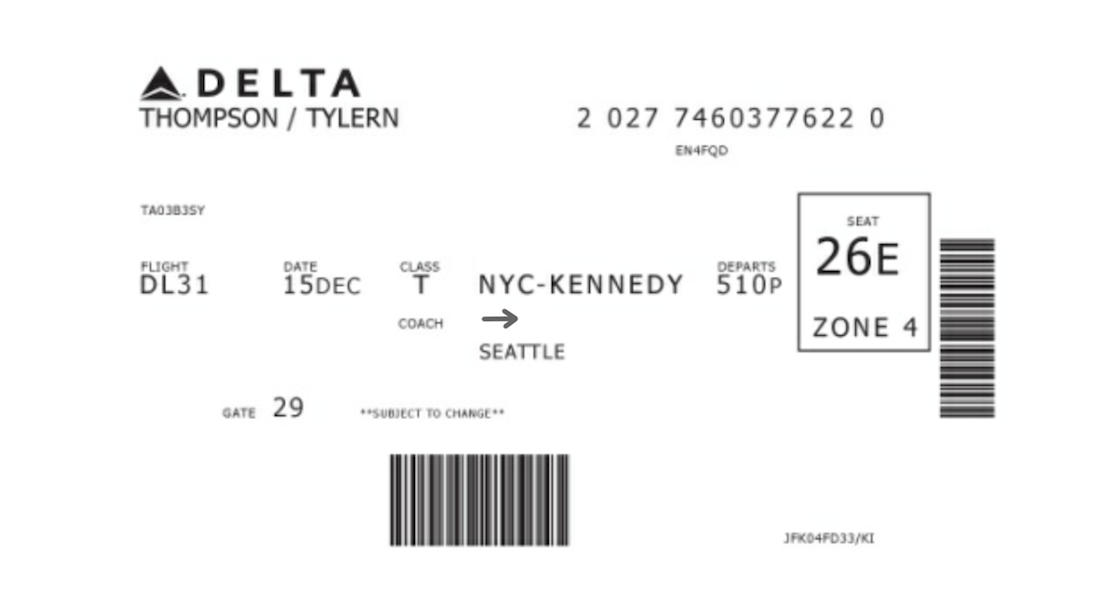 DELTA
THOMPSON / TYLERN
2 027 7460377622 0
EN4FQD
TA03B3SY
SEAT
26E
ZONE 4
FLIGHT DATE CLASS DEPARTS
DL31 15DEC T NYC-KENNEDY 510P
COACH →
SEATTLE
GATE 29 **SUBJECT TO CHANGE**
JFK04FD33/KI